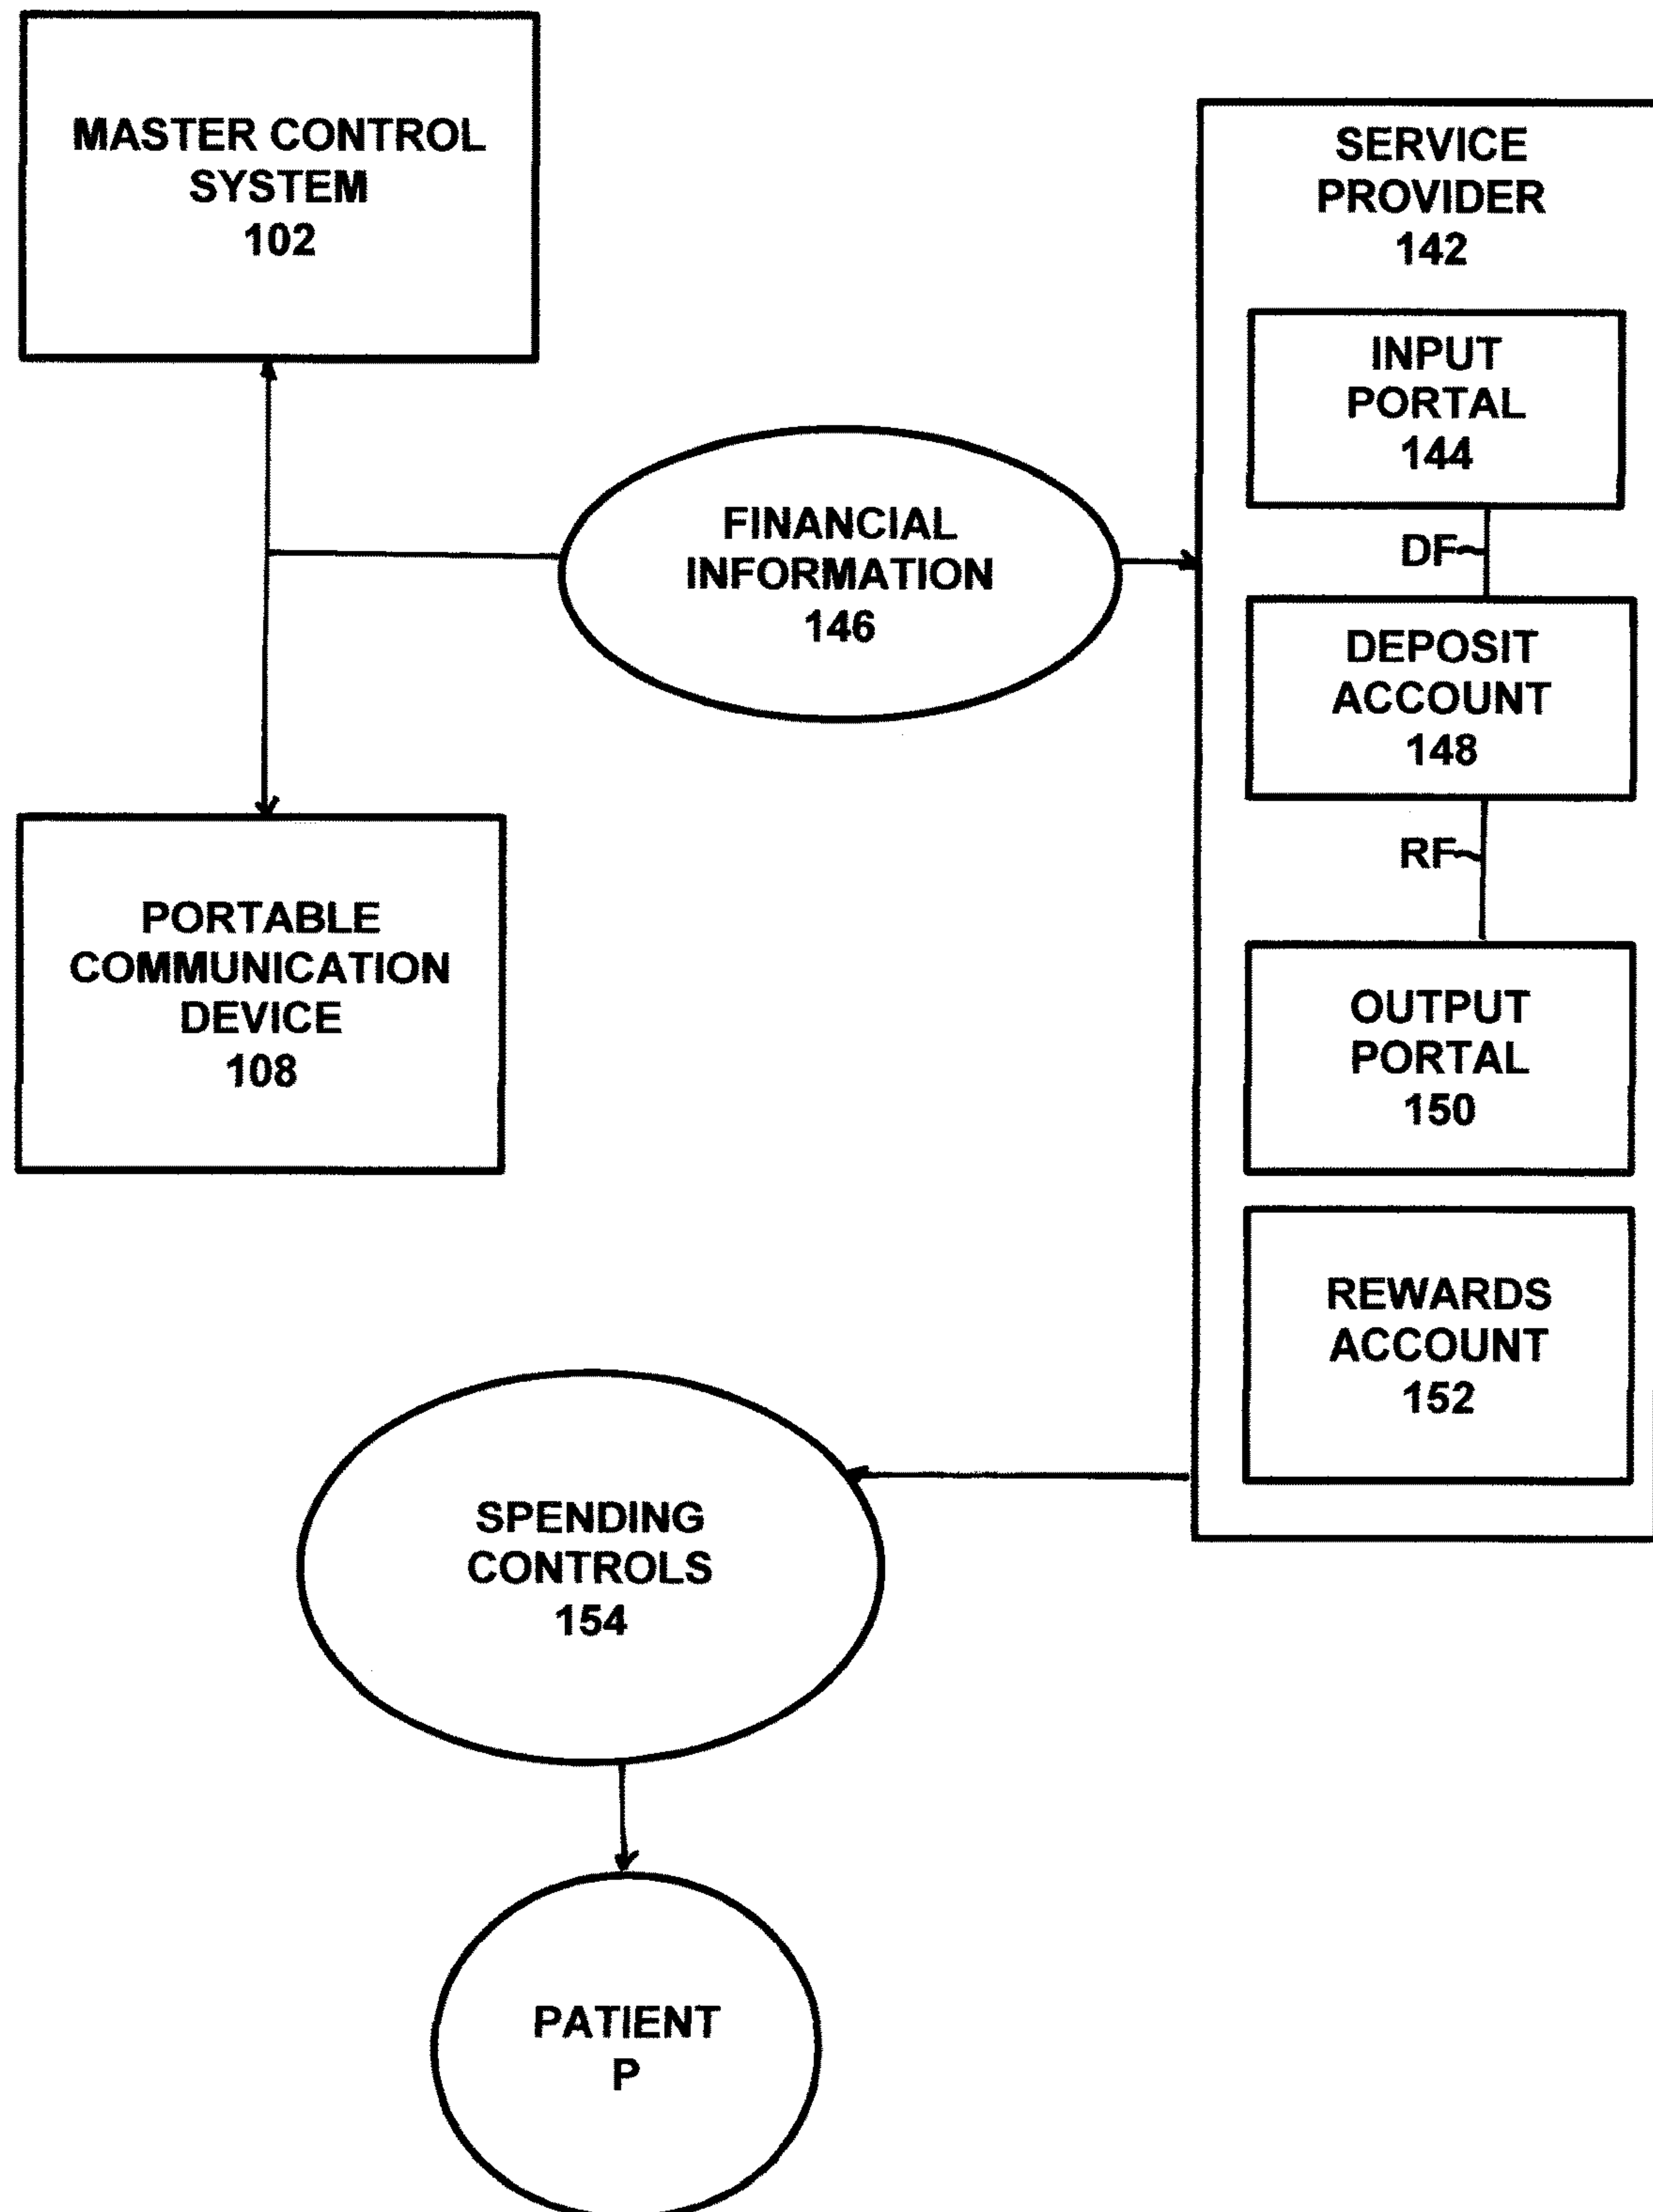 MASTER CONTROL
SYSTEM
102
SERVICE
PROVIDER
142
INPUT
PORTAL
144
FINANCIAL
INFORMATION
146
DF
DEPOSIT
ACCOUNT
148
RF
PORTABLE
COMMUNICATION
DEVICE
108
OUTPUT
PORTAL
150
REWARDS
ACCOUNT
152
SPENDING
CONTROLS
154
PATIENT
P